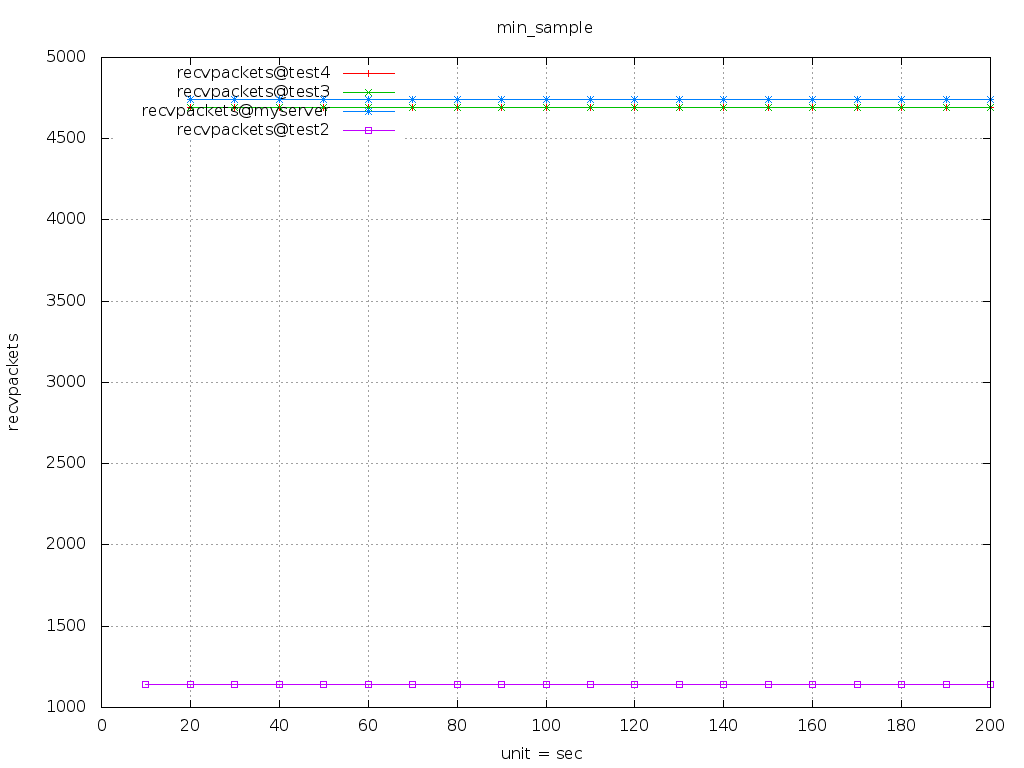 min_sample
5000
4500
4000
3500
3000
2500
2000
1500
1000
recvpackets@test4
recvpackets@test3
recvpackets@myserver
recvpackets@test2
recvpackets
0 20 40 60 80 100 120 140 160 180 200
unit = sec